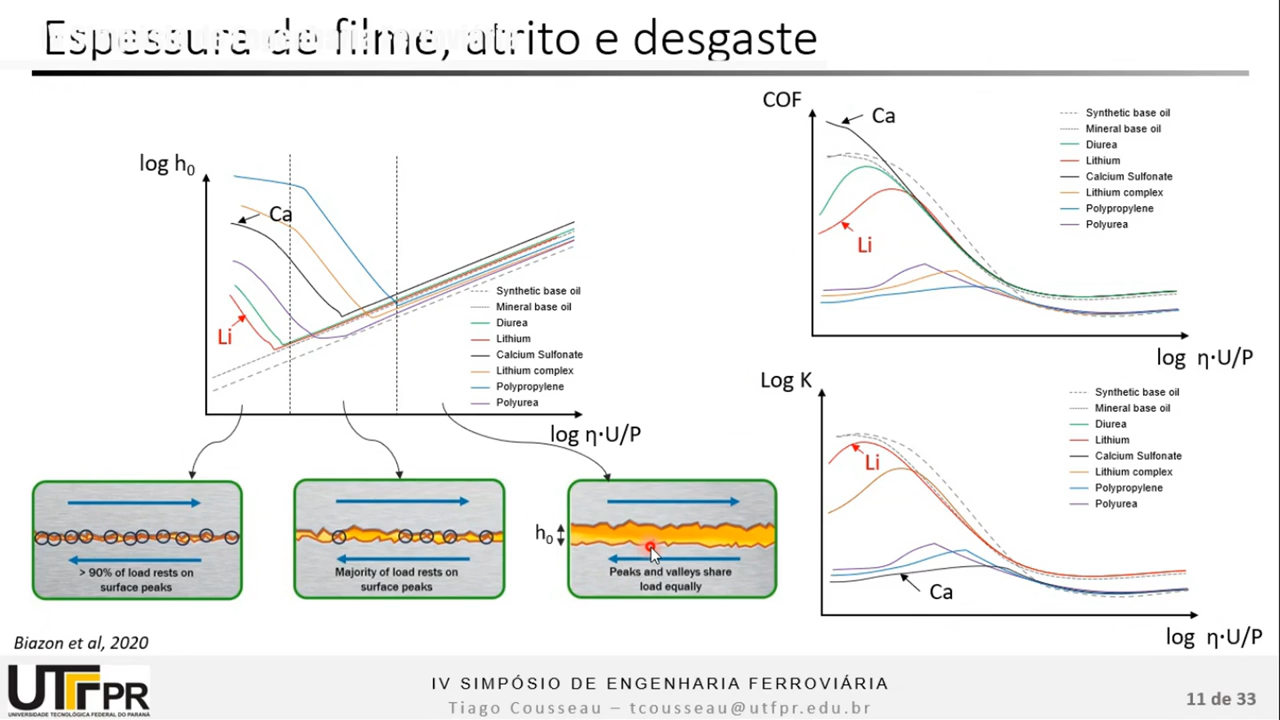 Espessura de filme, atrito e desgaste
log h₀
Ca
Li
Synthetic base oil
Mineral base oil
Diurea
Lithium
Calcium Sulfonate
Lithium complex
Polypropylene
Polyurea
log η·U/P
> 90% of load rests on
surface peaks
Majority of load rests on
surface peaks
h₀
Peaks and valleys share
load equally
COF
Ca
Li
Synthetic base oil
Mineral base oil
Diurea
Lithium
Calcium Sulfonate
Lithium complex
Polypropylene
Polyurea
log η·U/P
Log K
Li
Ca
Synthetic base oil
Mineral base oil
Diurea
Lithium
Calcium Sulfonate
Lithium complex
Polypropylene
Polyurea
log η·U/P
Biazon et al, 2020
UTFPR
UNIVERSIDADE TECNOLÓGICA FEDERAL DO PARANÁ
IV SIMPÓSIO DE ENGENHARIA FERROVIÁRIA
Tiago Cousseau – tcousseau@utfpr.edu.br
11 de 33